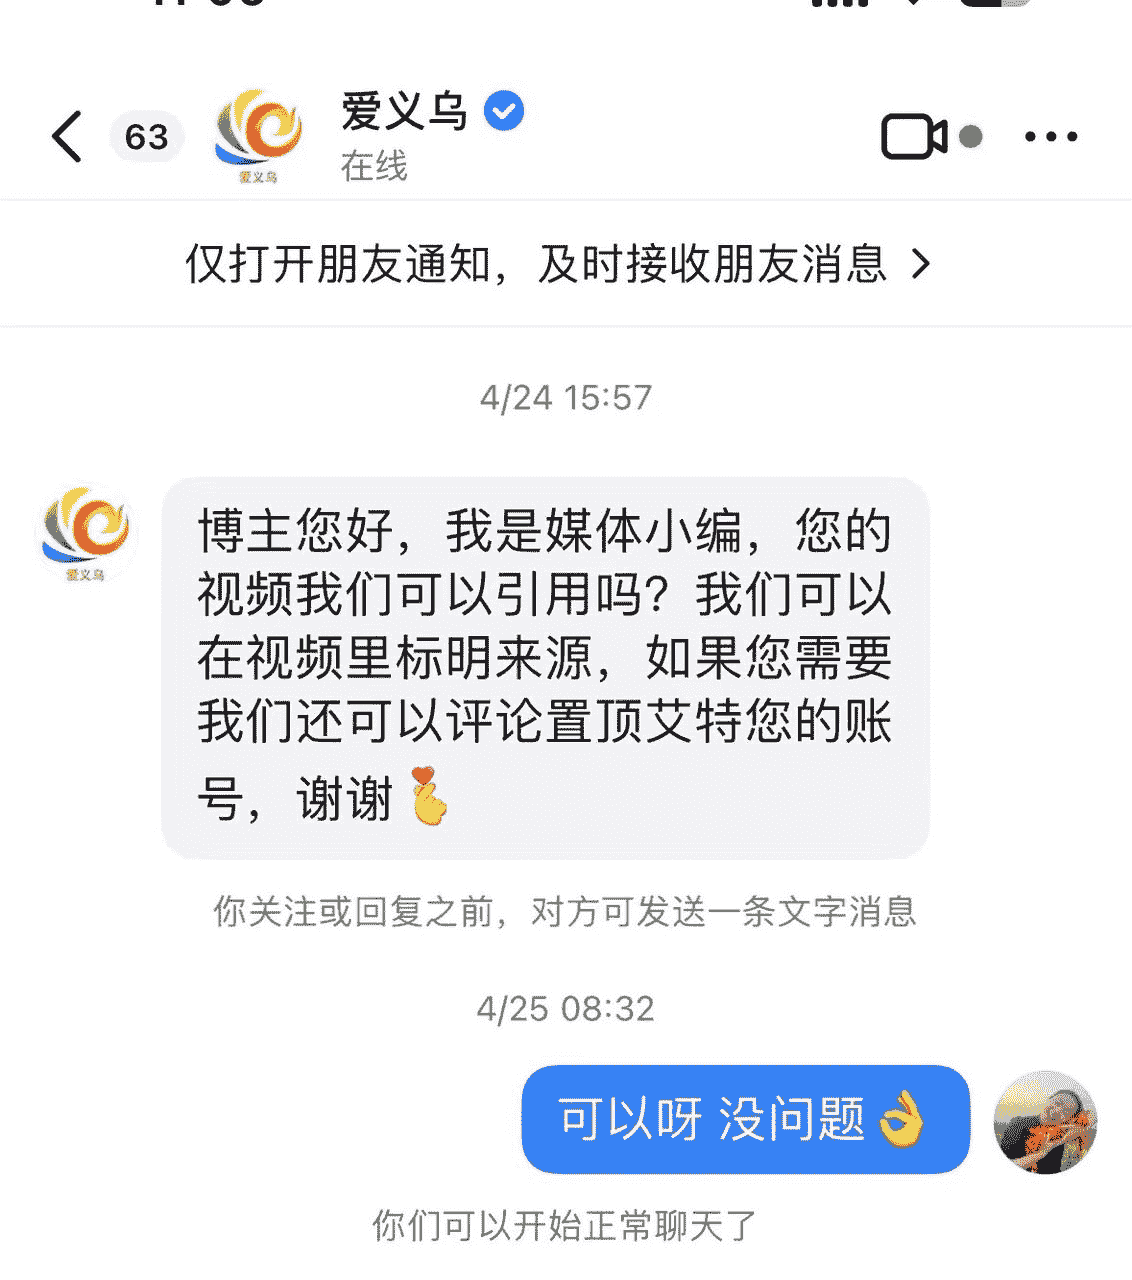 63
爱义乌
爱义乌
在线
仅打开朋友通知，及时接收朋友消息
4/24 15:57
爱义乌
博主您好，我是媒体小编，您的
视频我们可以引用吗？我们可以
在视频里标明来源，如果您需要
我们还可以评论置顶艾特您的账
号，谢谢
你关注或回复之前，对方可发送一条文字消息
4/25 08:32
可以呀 没问题
你们可以开始正常聊天了